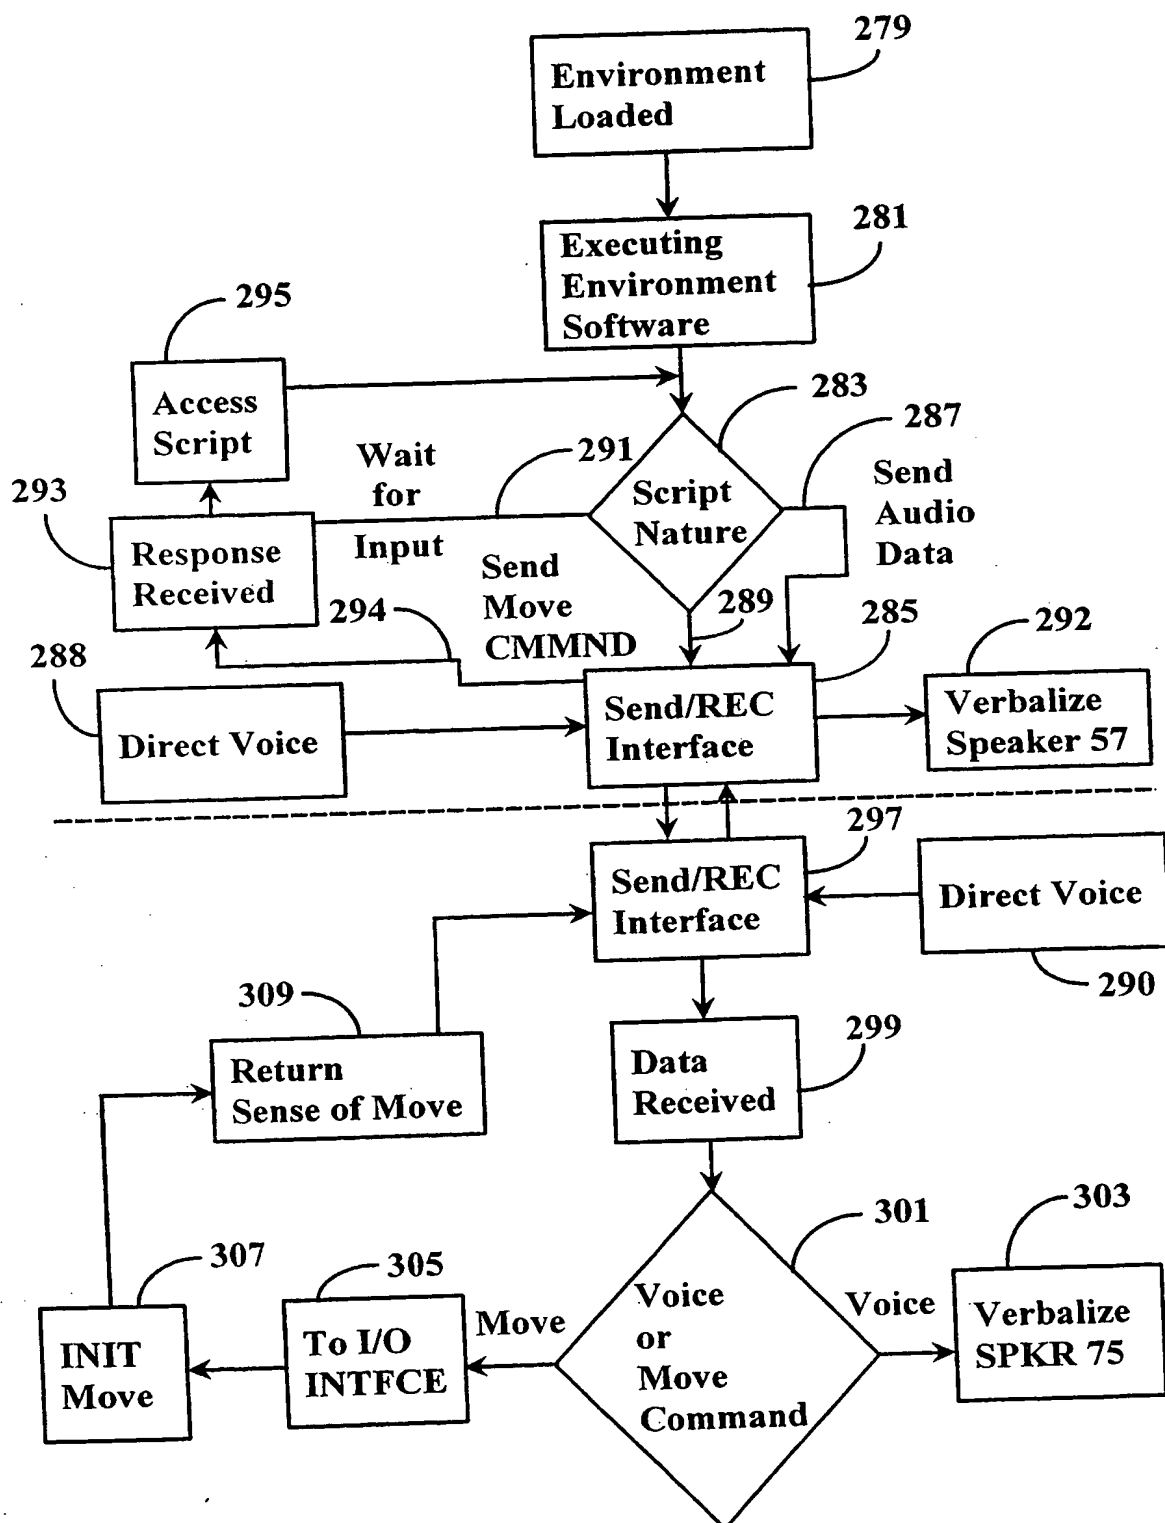 279
Environment
Loaded
281
Executing
Environment
Software
295
Access
Script
283
287
Send
Audio
Data
291
Wait
for
Input
Script
Nature
293
Response
Received
Send
Move
CMMND
294
289
285
292
288
Direct Voice
Send/REC
Interface
Verbalize
Speaker 57
297
Send/REC
Interface
Direct Voice
290
309
Return
Sense of Move
299
Data
Received
301
303
307
305
Voice
or
Move
Command
Move
Voice
Verbalize
SPKR 75
To I/O
INTFCE
INIT
Move